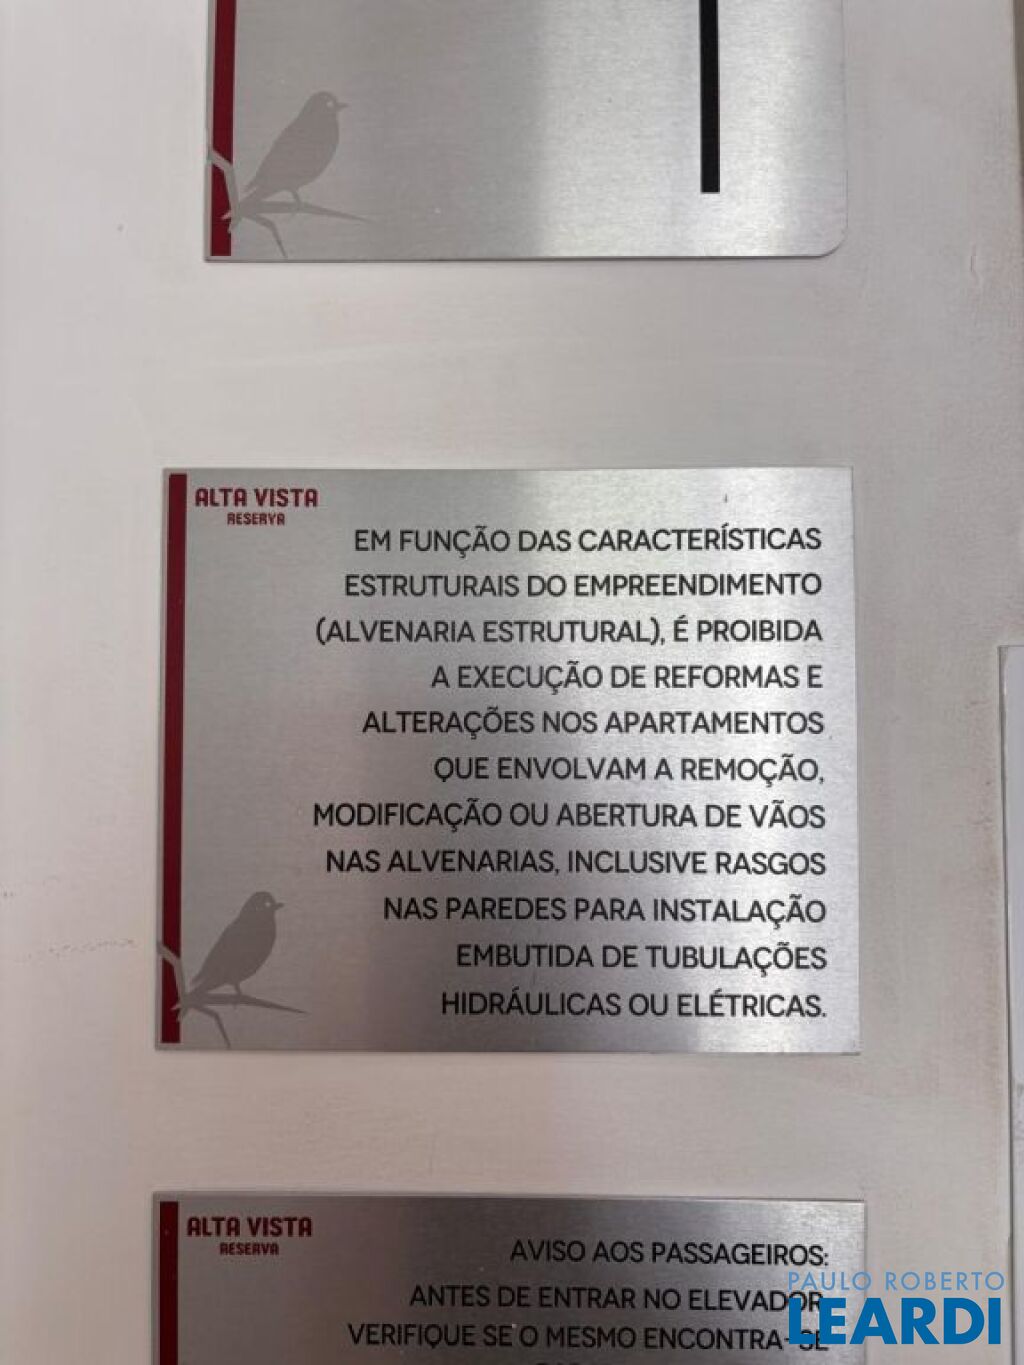 ALTA VISTA
RESERVA
EM FUNÇÃO DAS CARACTERÍSTICAS
ESTRUTURAIS DO EMPREENDIMENTO
(ALVENARIA ESTRUTURAL), É PROIBIDA
A EXECUÇÃO DE REFORMAS E
ALTERAÇÕES NOS APARTAMENTOS
QUE ENVOLVAM A REMOÇÃO,
MODIFICAÇÃO OU ABERTURA DE VÃOS
NAS ALVENARIAS, INCLUSIVE RASGOS
NAS PAREDES PARA INSTALAÇÃO
EMBUTIDA DE TUBULAÇÕES
HIDRÁULICAS OU ELÉTRICAS.
ALTA VISTA
RESERVA
AVISO AOS PASSAGEIROS:
ANTES DE ENTRAR NO ELEVADOR
VERIFIQUE SE O MESMO ENCONTRA-SE
PAULO ROBERTO
LEARDI